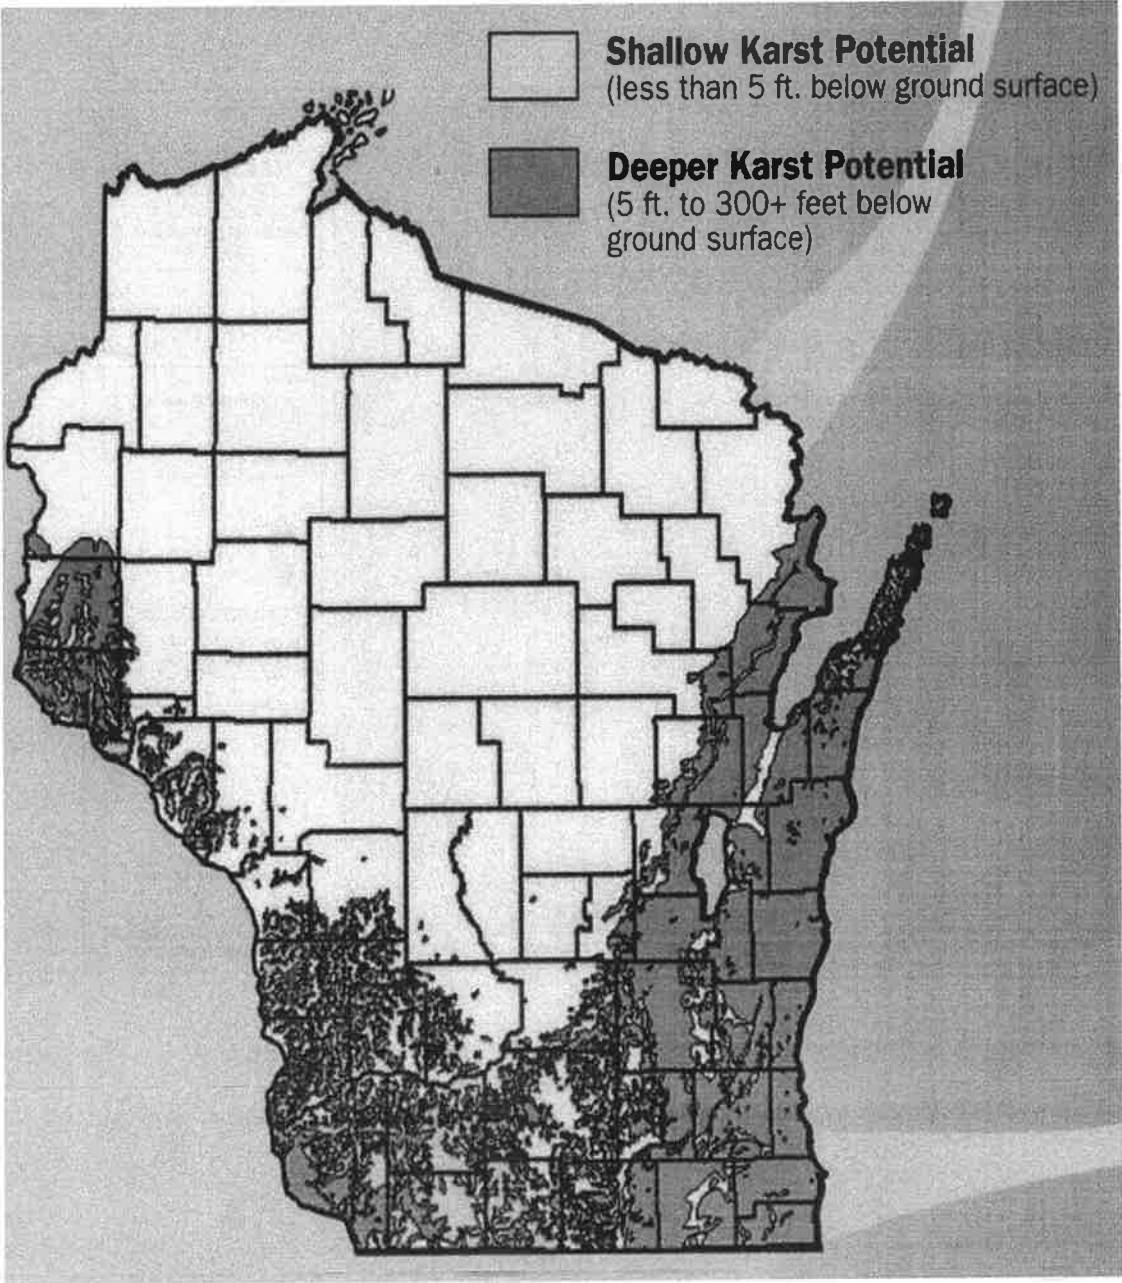 Shallow Karst Potential
(less than 5 ft. below ground surface)
Deeper Karst Potential
(5 ft. to 300+ feet below
ground surface)